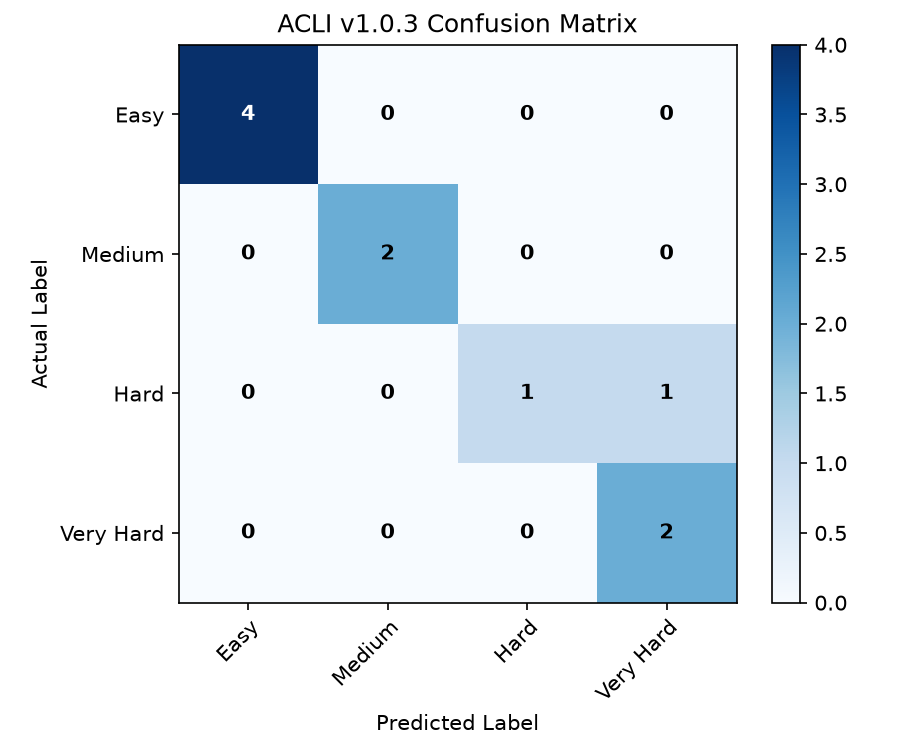 ACLI v1.0.3 Confusion Matrix
Actual Label
Easy 4 0 0 0
Medium 0 2 0 0
Hard 0 0 1 1
Very Hard 0 0 0 2
Easy Medium Hard Very Hard
Predicted Label
4.0
3.5
3.0
2.5
2.0
1.5
1.0
0.5
0.0